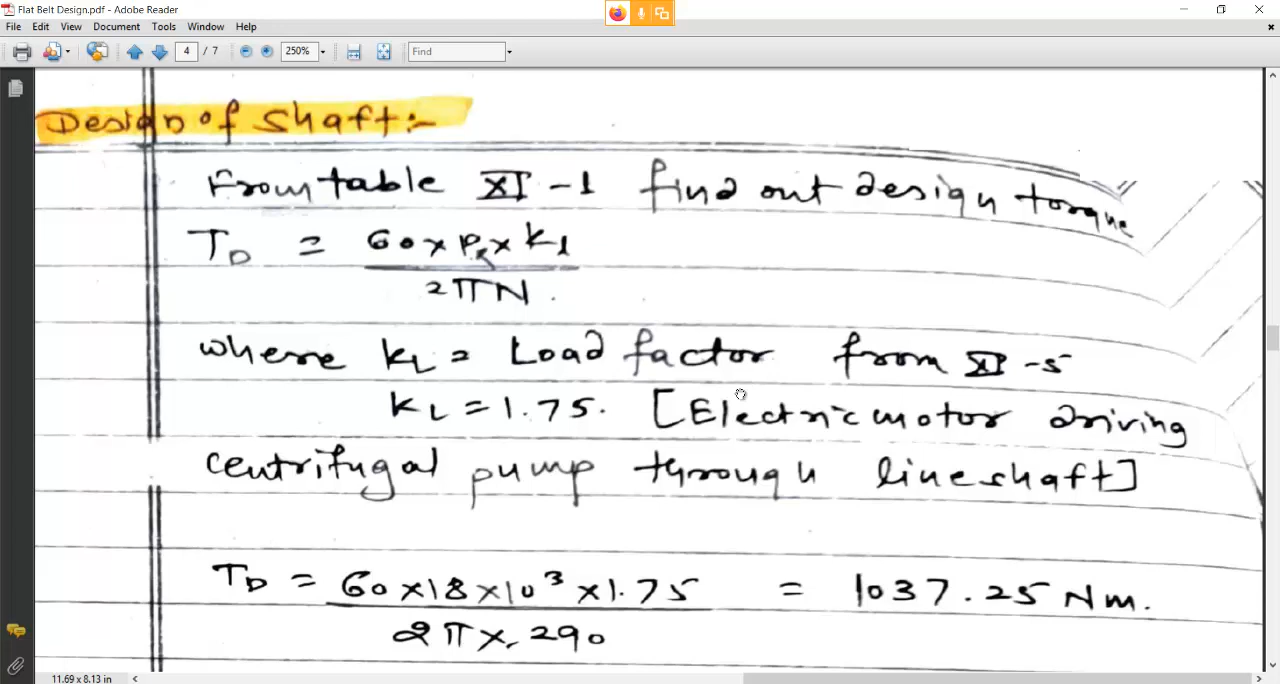 Flat Belt Design.pdf - Adobe Reader
File Edit View Document Tools Window Help
4 / 7 250% Find
Design of Shaft:-
From table XI -1 find out design torque
TD = 60 x PR x KL
2πN.
where KL = Load factor from XI -5
KL = 1.75. [Electric motor driving
centrifugal pump through lineshaft]
TD = 60 x 18 x 10³ x 1.75 = 1037.25 Nm.
2π x 290
11.69 x 8.13 in